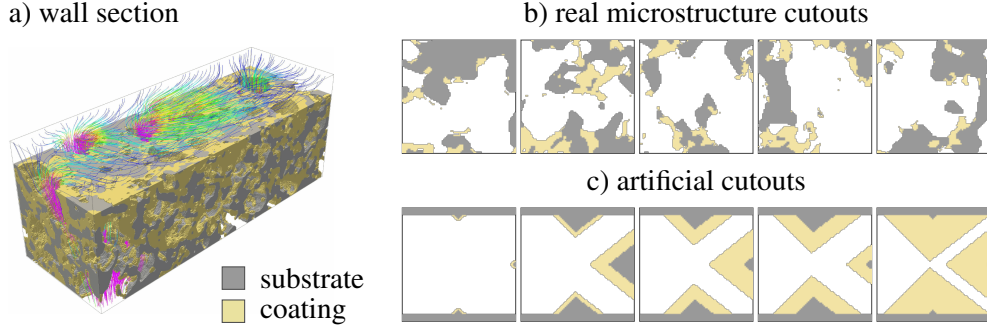 a) wall section
b) real microstructure cutouts
c) artificial cutouts
substrate
coating